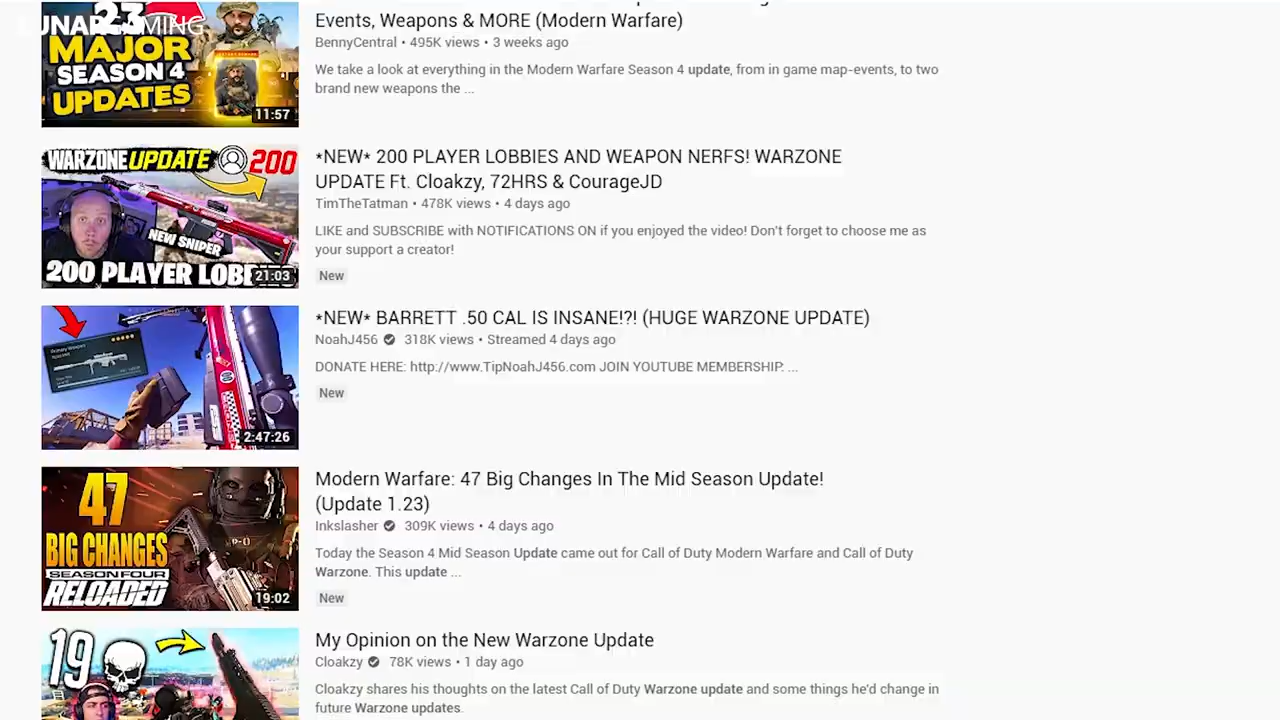 LUNAR GAMING
23
MAJOR
SEASON 4
UPDATES
11:57
Events, Weapons & MORE (Modern Warfare)
BennyCentral • 495K views • 3 weeks ago
We take a look at everything in the Modern Warfare Season 4 update, from in game map-events, to two
brand new weapons the ...
WARZONE UPDATE 200
NEW SNIPER
200 PLAYER LOBBIES
21:03
*NEW* 200 PLAYER LOBBIES AND WEAPON NERFS! WARZONE
UPDATE Ft. Cloakzy, 72HRS & CourageJD
TimTheTatman • 478K views • 4 days ago
LIKE and SUBSCRIBE with NOTIFICATIONS ON if you enjoyed the video! Don't forget to choose me as
your support a creator!
New
2:47:26
*NEW* BARRETT .50 CAL IS INSANE!?! (HUGE WARZONE UPDATE)
NoahJ456 318K views • Streamed 4 days ago
DONATE HERE: http://www.TipNoahJ456.com JOIN YOUTUBE MEMBERSHIP: ...
New
47
BIG CHANGES
SEASON FOUR
RELOADED
19:02
Modern Warfare: 47 Big Changes In The Mid Season Update!
(Update 1.23)
Inkslasher 309K views • 4 days ago
Today the Season 4 Mid Season Update came out for Call of Duty Modern Warfare and Call of Duty
Warzone. This update ...
New
19
My Opinion on the New Warzone Update
Cloakzy 78K views • 1 day ago
Cloakzy shares his thoughts on the latest Call of Duty Warzone update and some things he'd change in
future Warzone updates.